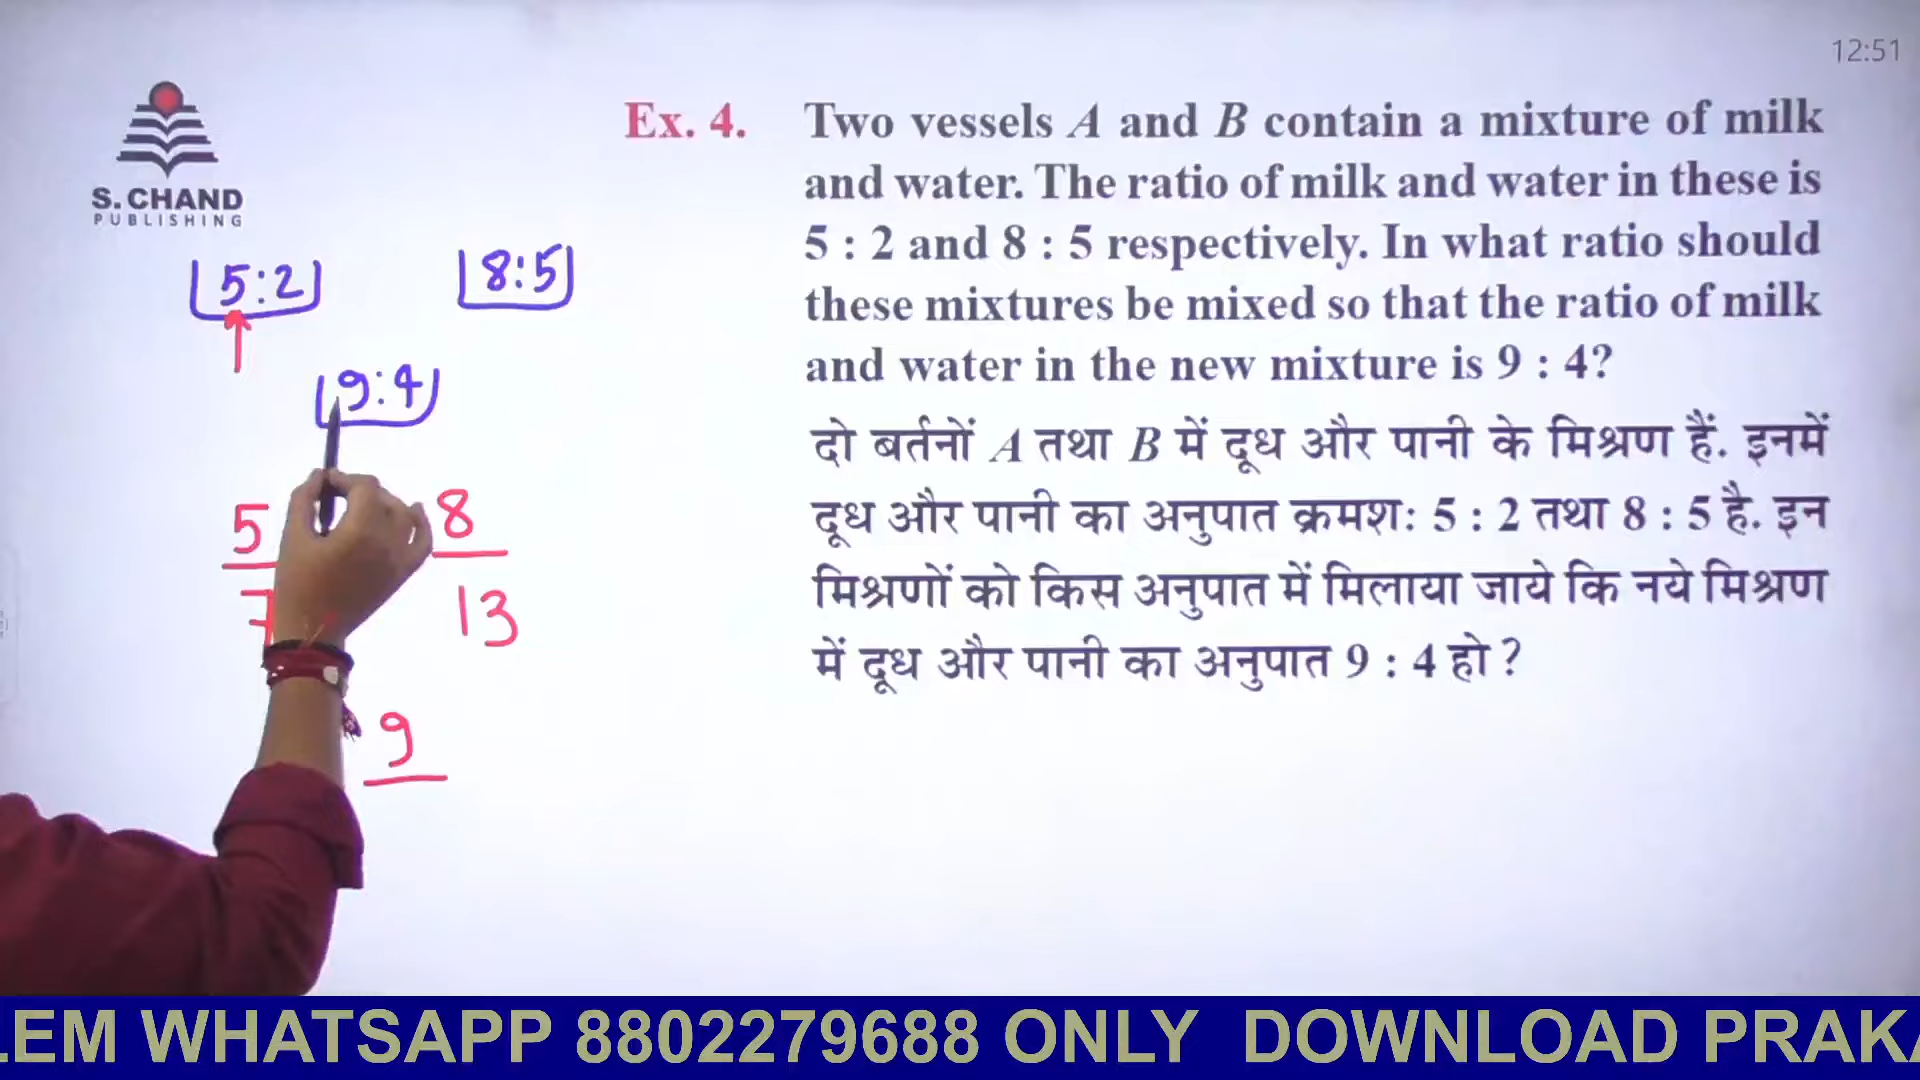 12:51
S. CHAND
PUBLISHING
Ex. 4. Two vessels A and B contain a mixture of milk
and water. The ratio of milk and water in these is
5 : 2 and 8 : 5 respectively. In what ratio should
these mixtures be mixed so that the ratio of milk
and water in the new mixture is 9 : 4?
दो बर्तनों A तथा B में दूध और पानी के मिश्रण हैं. इनमें
दूध और पानी का अनुपात क्रमशः 5 : 2 तथा 8 : 5 है. इन
मिश्रणों को किस अनुपात में मिलाया जाये कि नये मिश्रण
में दूध और पानी का अनुपात 9 : 4 हो ?
5:2 8:5
9:4
5 8
7 13
9
LEM WHATSAPP 8802279688 ONLY DOWNLOAD PRAKA